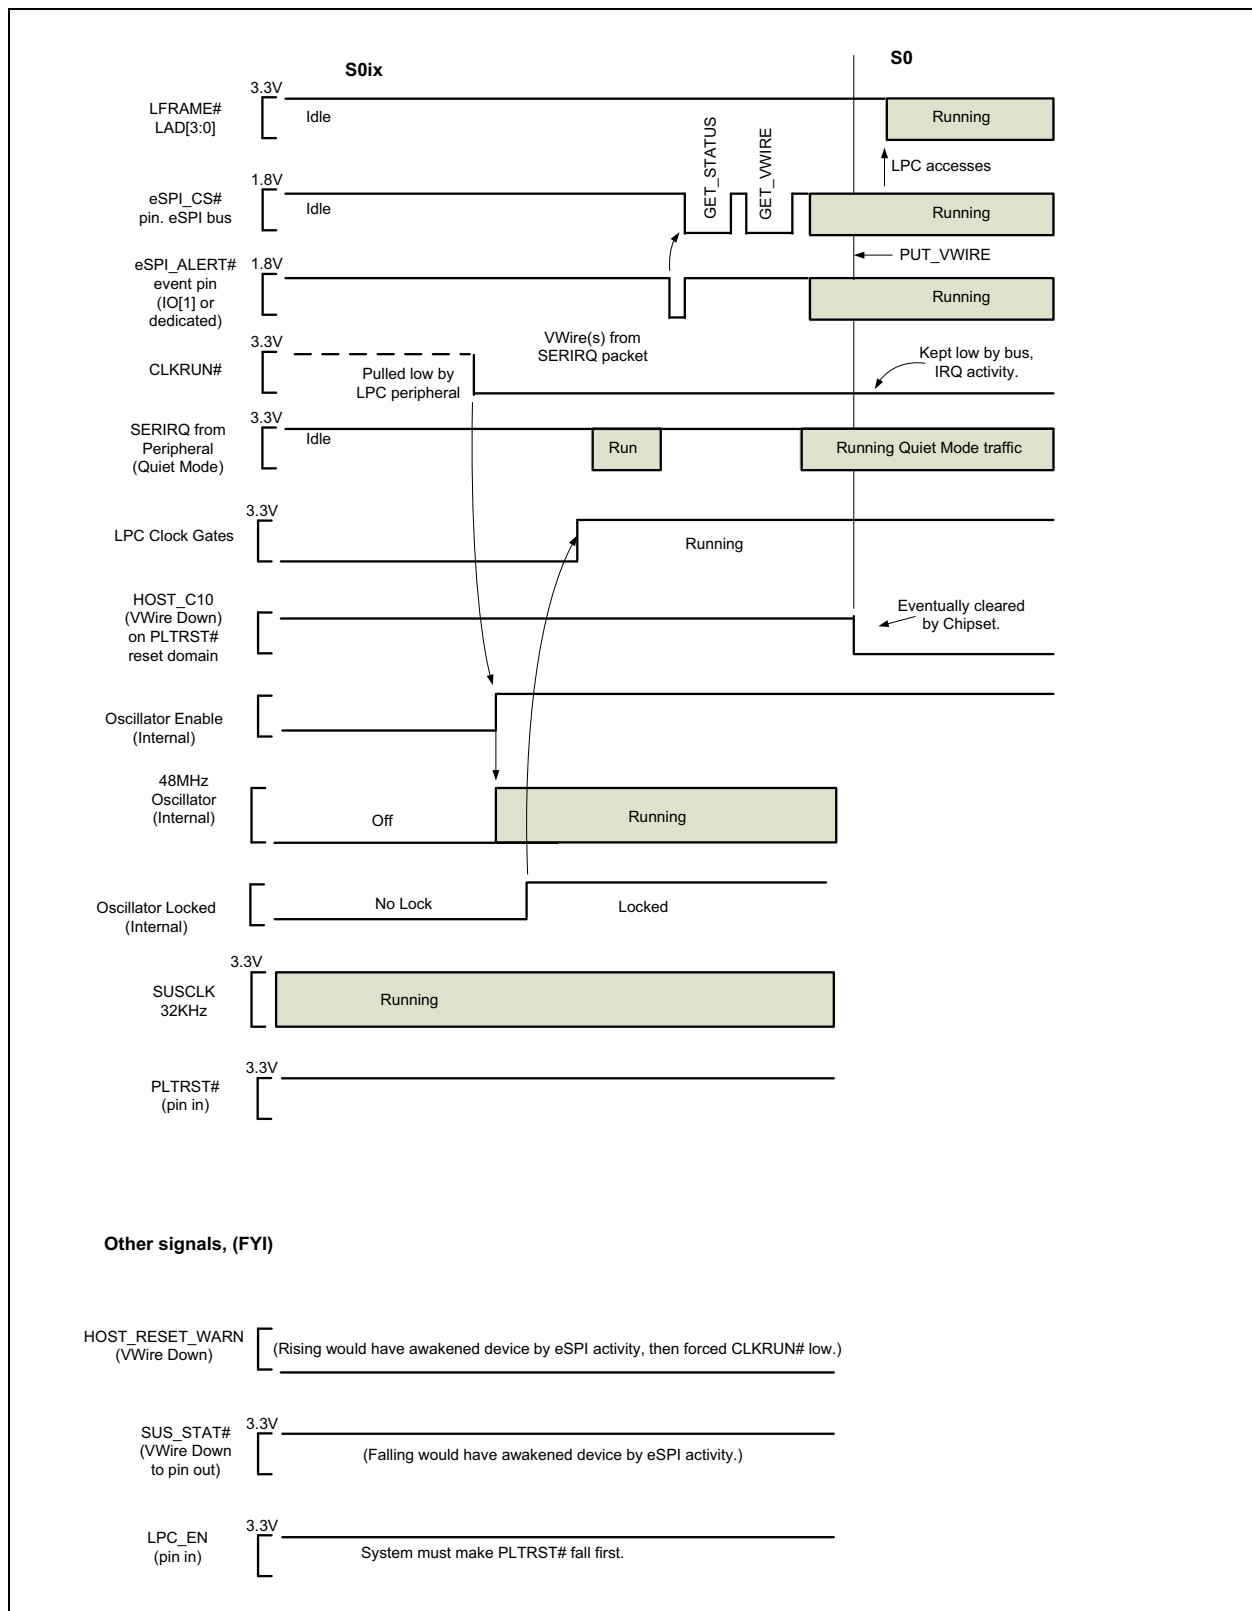 S0ix
S0
LFRAME#
LAD[3:0]
3.3V
Idle
Running
LPC accesses
GET_STATUS
GET_VWIRE
eSPI_CS#
pin. eSPI bus
1.8V
Idle
Running
PUT_VWIRE
eSPI_ALERT#
event pin
(IO[1] or
dedicated)
1.8V
Running
VWire(s) from
SERIRQ packet
CLKRUN#
3.3V
Pulled low by
LPC peripheral
Kept low by bus,
IRQ activity.
SERIRQ from
Peripheral
(Quiet Mode)
3.3V
Idle
Run
Running Quiet Mode traffic
LPC Clock Gates
3.3V
Running
HOST_C10
(VWire Down)
on PLTRST#
reset domain
Eventually cleared
by Chipset.
Oscillator Enable
(Internal)
48MHz
Oscillator
(Internal)
Off
Running
Oscillator Locked
(Internal)
No Lock
Locked
SUSCLK
32KHz
3.3V
Running
PLTRST#
(pin in)
3.3V
Other signals, (FYI)
HOST_RESET_WARN
(VWire Down)
(Rising would have awakened device by eSPI activity, then forced CLKRUN# low.)
SUS_STAT#
(VWire Down
to pin out)
3.3V
(Falling would have awakened device by eSPI activity.)
LPC_EN
(pin in)
3.3V
System must make PLTRST# fall first.